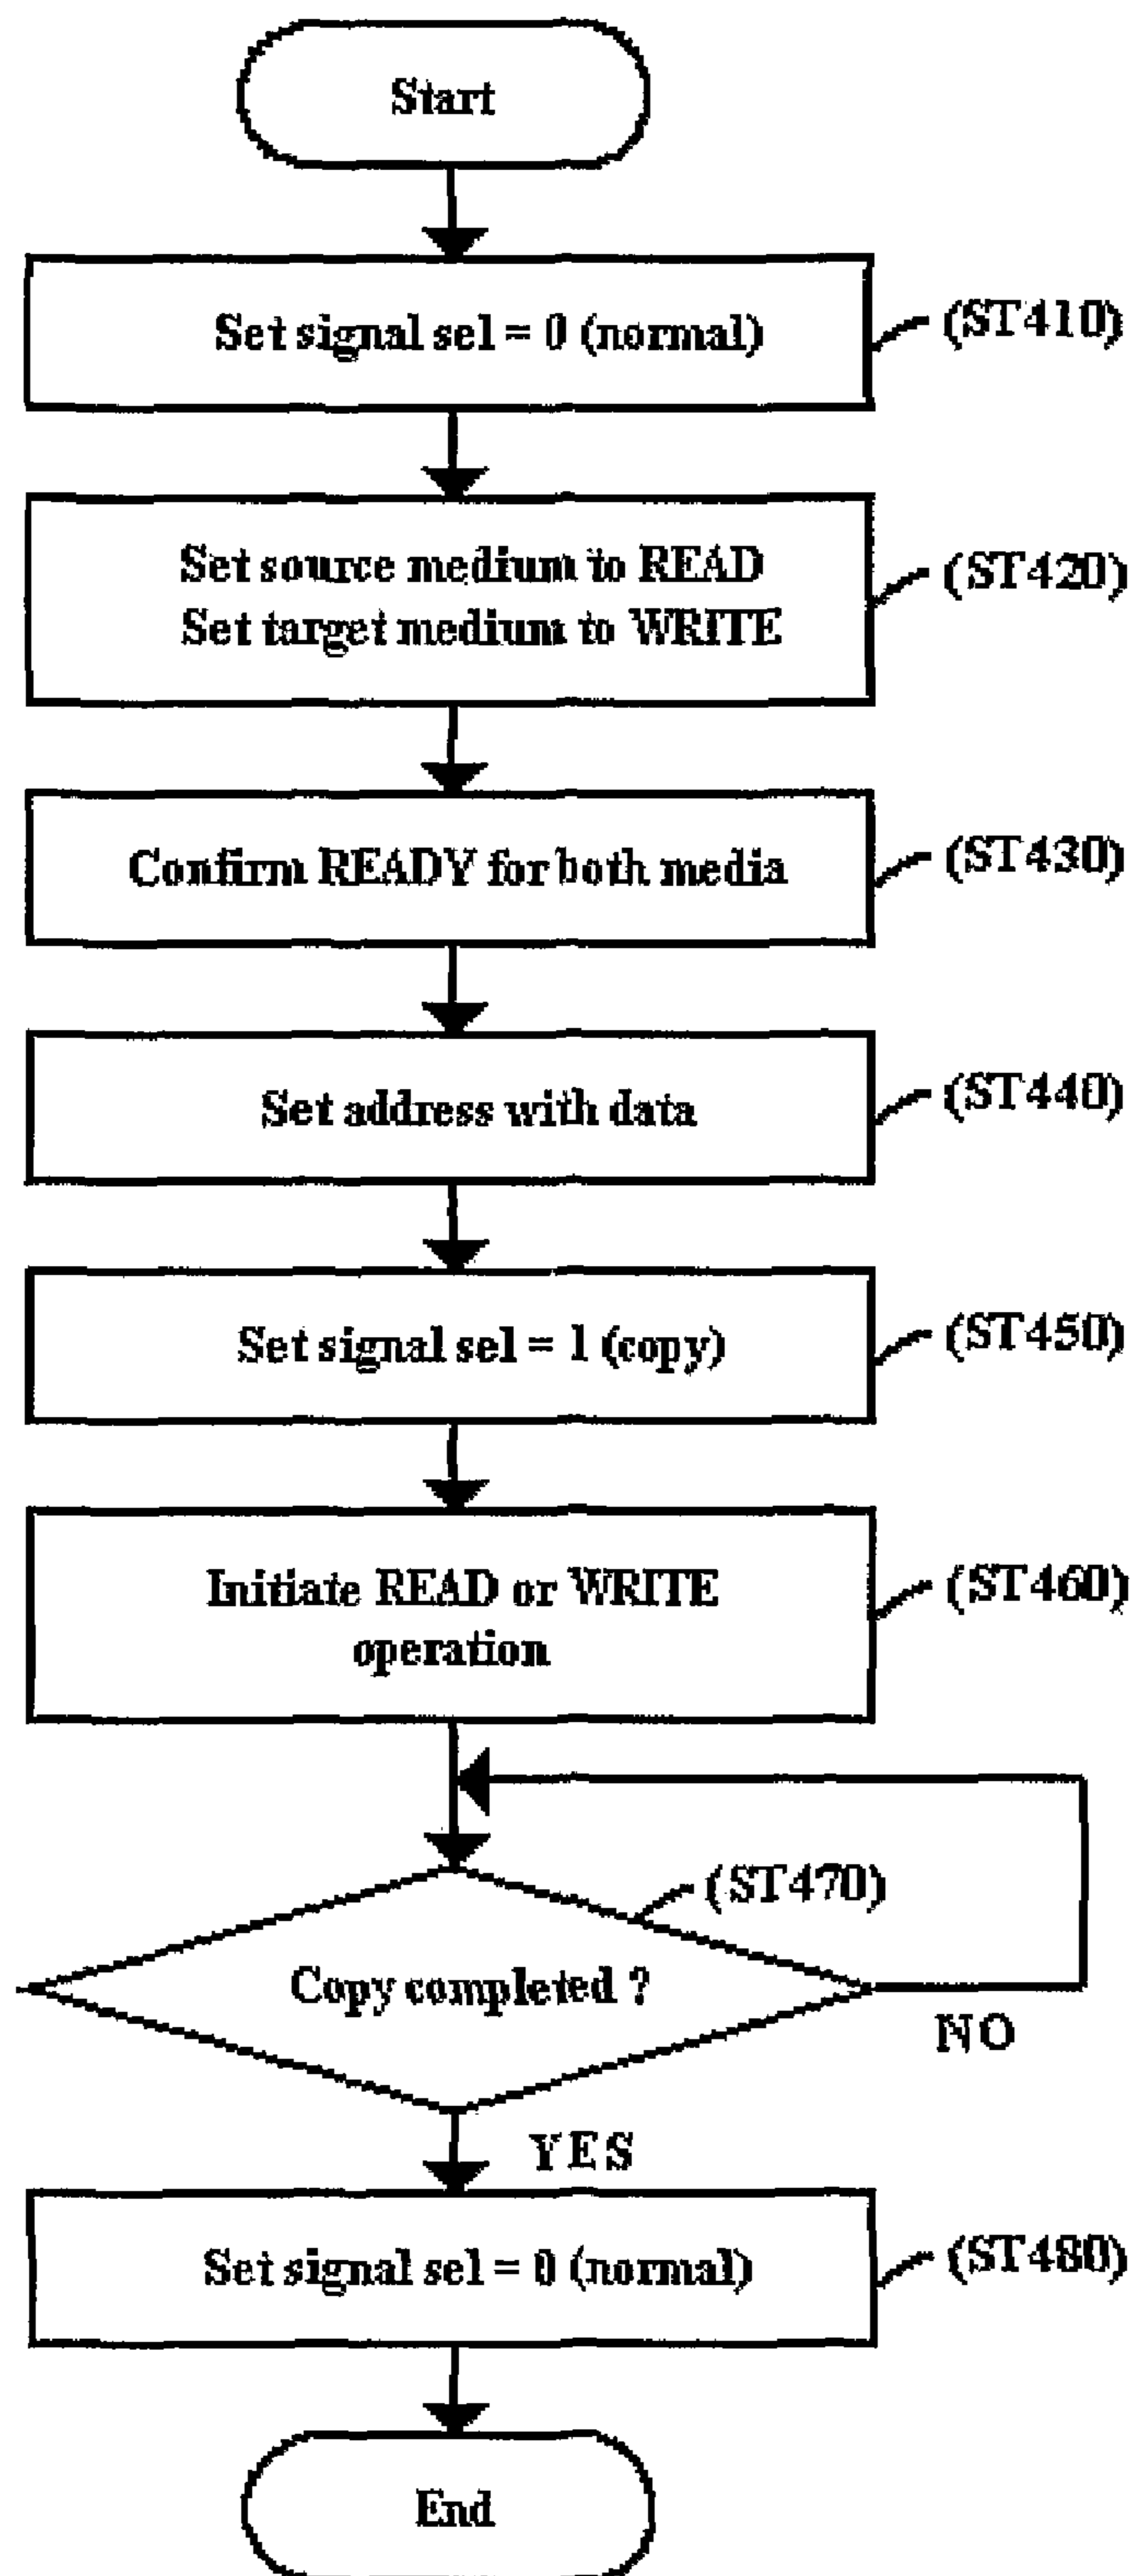 Start
Set signal sel = 0 (normal)
(ST410)
Set source medium to READ
Set target medium to WRITE
(ST420)
Confirm READY for both media
(ST430)
Set address with data
(ST440)
Set signal sel = 1 (copy)
(ST450)
Initiate READ or WRITE
operation
(ST460)
(ST470)
Copy completed ?
NO
YES
Set signal sel = 0 (normal)
(ST480)
End